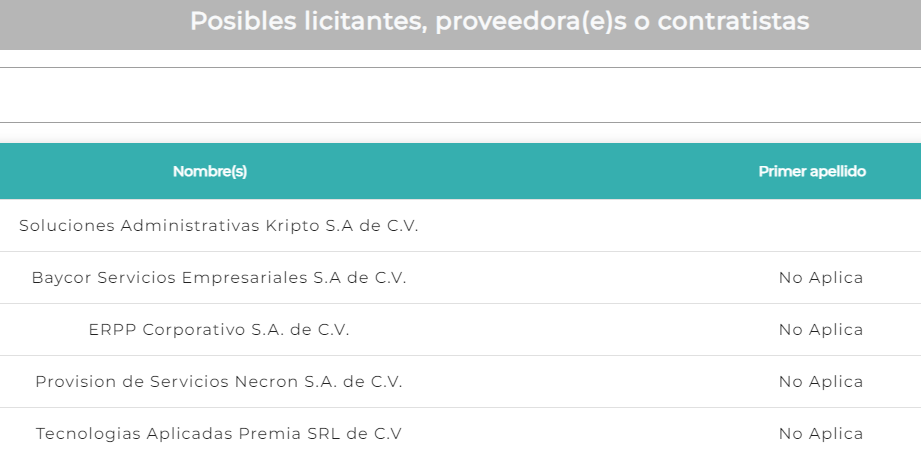 Posibles licitantes, proveedora(e)s o contratistas
Nombre(s) Primer apellido
Soluciones Administrativas Kripto S.A de C.V.
Baycor Servicios Empresariales S.A de C.V. No Aplica
ERPP Corporativo S.A. de C.V. No Aplica
Provision de Servicios Necron S.A. de C.V. No Aplica
Tecnologias Aplicadas Premia SRL de C.V No Aplica